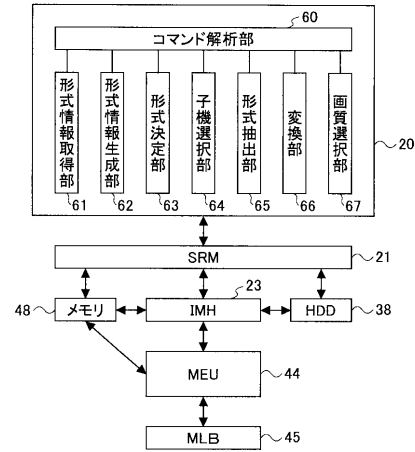 60
コマンド解析部
形式情報取得部
形式情報生成部
形式決定部
子機選択部
形式抽出部
変換部
画質選択部
20
61
62
63
64
65
66
67
SRM
21
23
48
メモリ
IMH
HDD
38
MEU
44
MLB
45